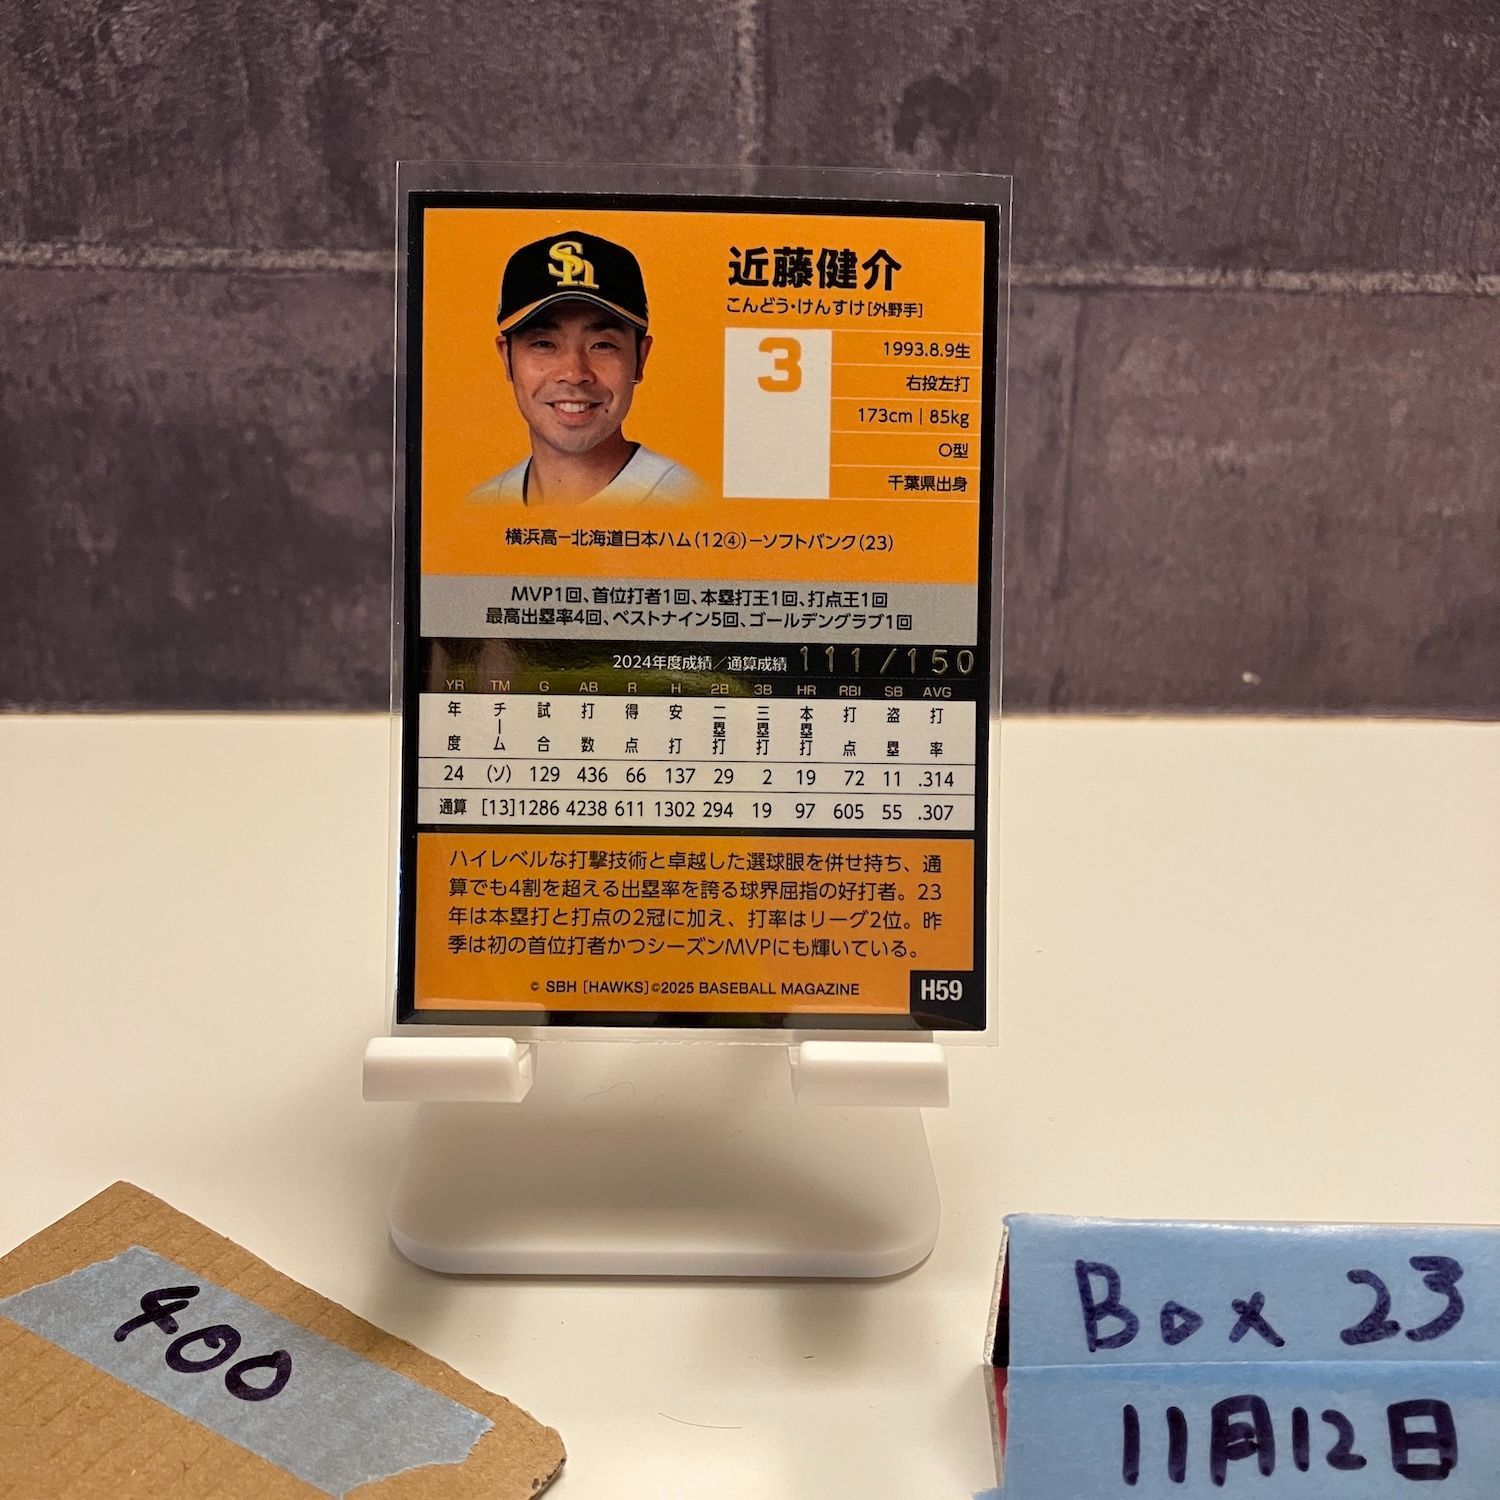 Sh
近藤健介
こんどう・けんすけ[外野手]
3
1993.8.9生
右投左打
173cm | 85kg
O型
千葉県出身
横浜高−北海道日本ハム(12④)−ソフトバンク(23)
MVP1回、首位打者1回、本塁打王1回、打点王1回
最高出塁率4回、ベストナイン5回、ゴールデングラブ1回
2024年度成績／通算成績 111/150
YR TM G AB R H 2B 3B HR RBI SB AVG
年度 チーム 試合 打数 得点 安打 二塁打 三塁打 本塁打 打点 盗塁 打率
24 (ソ) 129 436 66 137 29 2 19 72 11 .314
通算 [13] 1286 4238 611 1302 294 19 97 605 55 .307
ハイレベルな打撃技術と卓越した選球眼を併せ持ち、通
算でも4割を超える出塁率を誇る球界屈指の好打者。23
年は本塁打と打点の2冠に加え、打率はリーグ2位。昨
季は初の首位打者かつシーズンMVPにも輝いている。
© SBH [HAWKS]©2025 BASEBALL MAGAZINE
H59
400
Box 23
11月12日